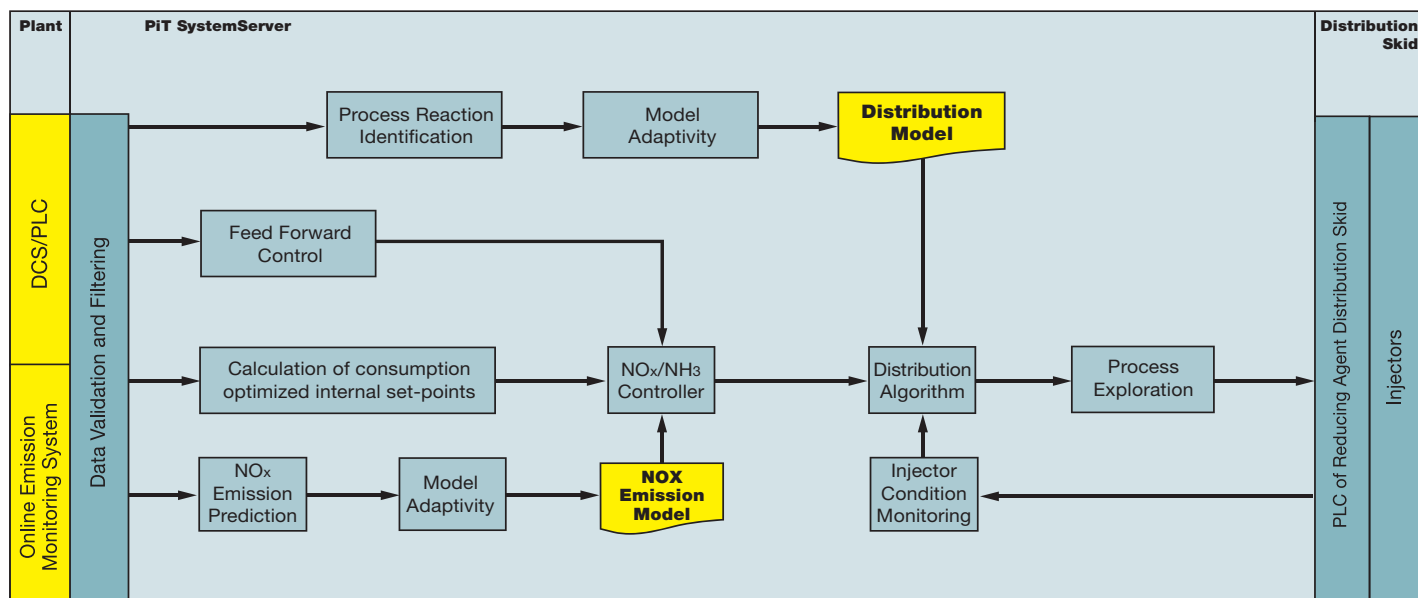 Plant
PiT SystemServer
Distribution
Skid
DCS/PLC
Online Emission
Monitoring System
Data Validation and Filtering
Process Reaction
Identification
Model
Adaptivity
Distribution
Model
Feed Forward
Control
Calculation of consumption
optimized internal set-points
NOx/NH3
Controller
Distribution
Algorithm
Process
Exploration
NOx
Emission
Prediction
Model
Adaptivity
NOX
Emission
Model
Injector
Condition
Monitoring
PLC of Reducing Agent Distribution Skid
Injectors